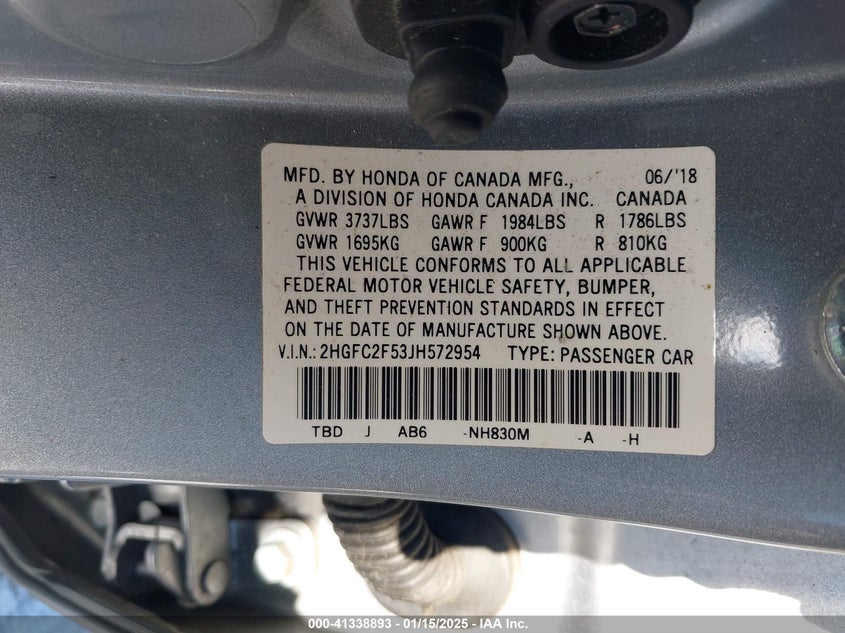 MFD. BY HONDA OF CANADA MFG., 06/'18
A DIVISION OF HONDA CANADA INC. CANADA
GVWR 3737LBS GAWR F 1984LBS R 1786LBS
GVWR 1695KG GAWR F 900KG R 810KG
THIS VEHICLE CONFORMS TO ALL APPLICABLE
FEDERAL MOTOR VEHICLE SAFETY, BUMPER,
AND THEFT PREVENTION STANDARDS IN EFFECT
ON THE DATE OF MANUFACTURE SHOWN ABOVE.
V.I.N.: 2HGFC2F53JH572954 TYPE: PASSENGER CAR
TBD J AB6 -NH830M -A -H
000-41338893 - 01/15/2025 - IAA Inc.